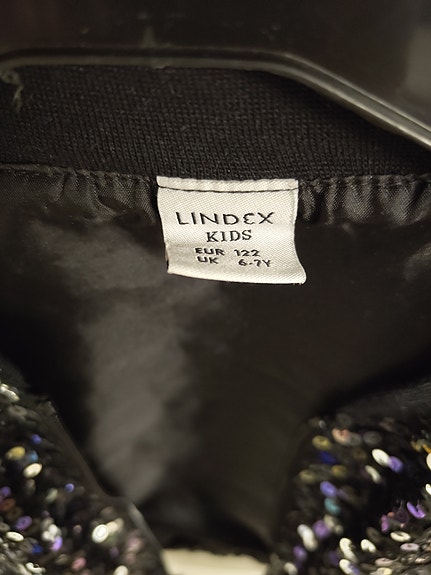 LINDEX
KIDS
EUR 122
UK 6-7Y